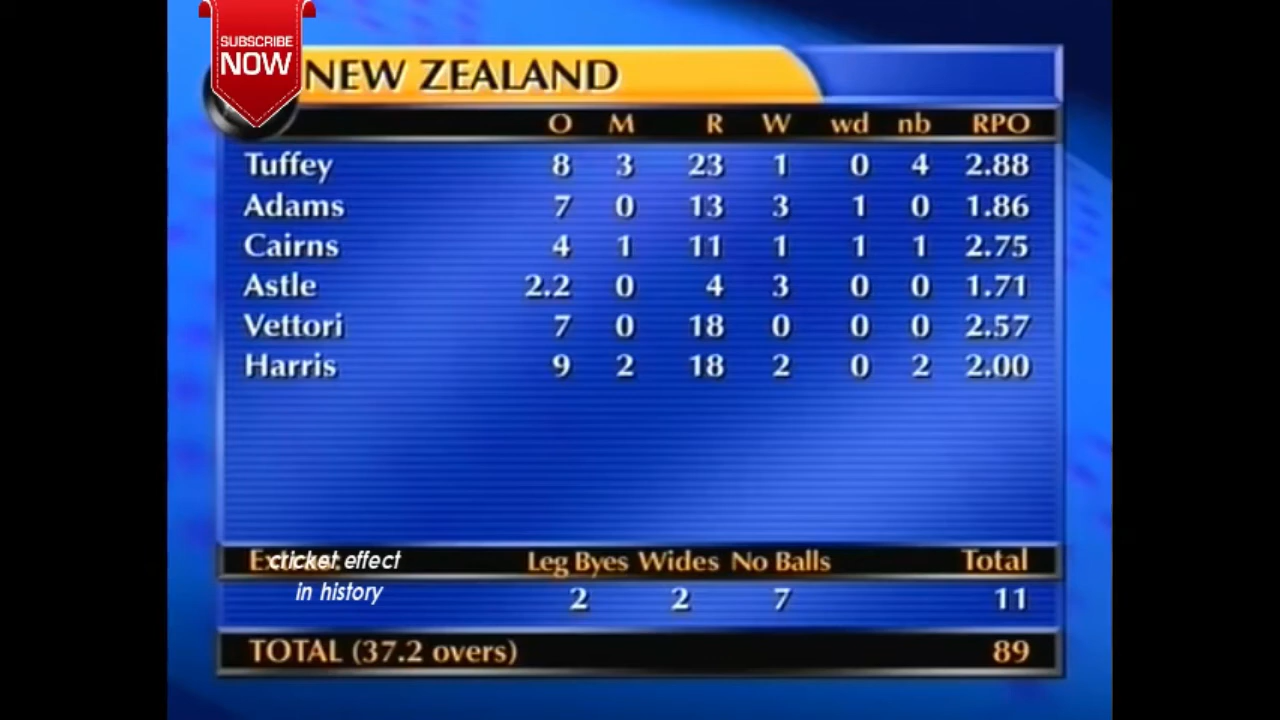 SUBSCRIBE
NOW
NEW ZEALAND
O M R W wd nb RPO
Tuffey 8 3 23 1 0 4 2.88
Adams 7 0 13 3 1 0 1.86
Cairns 4 1 11 1 1 1 2.75
Astle 2.2 0 4 3 0 0 1.71
Vettori 7 0 18 0 0 0 2.57
Harris 9 2 18 2 0 2 2.00
cricket effect Leg Byes Wides No Balls Total
in history
2 2 7 11
TOTAL (37.2 overs) 89